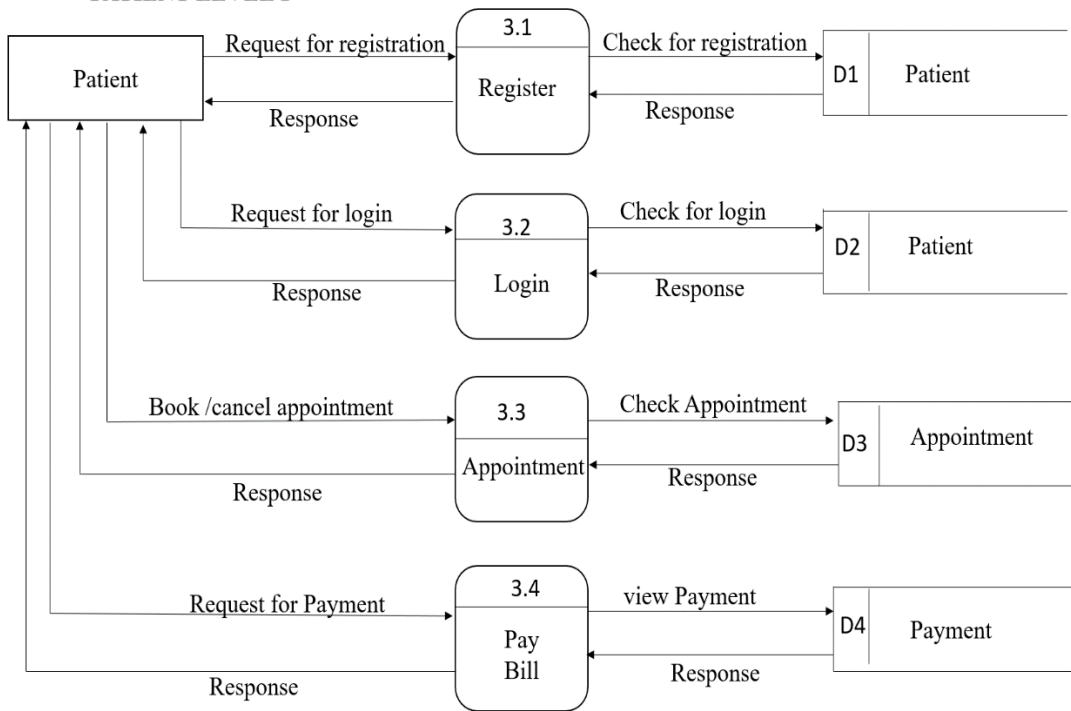 3.1
Request for registration
Check for registration
Patient
Register
D1
Patient
Response
Response
Request for login
3.2
Check for login
D2
Patient
Login
Response
Response
Book /cancel appointment
3.3
Check Appointment
D3
Appointment
Appointment
Response
Response
Request for Payment
3.4
view Payment
D4
Payment
Pay
Bill
Response
Response